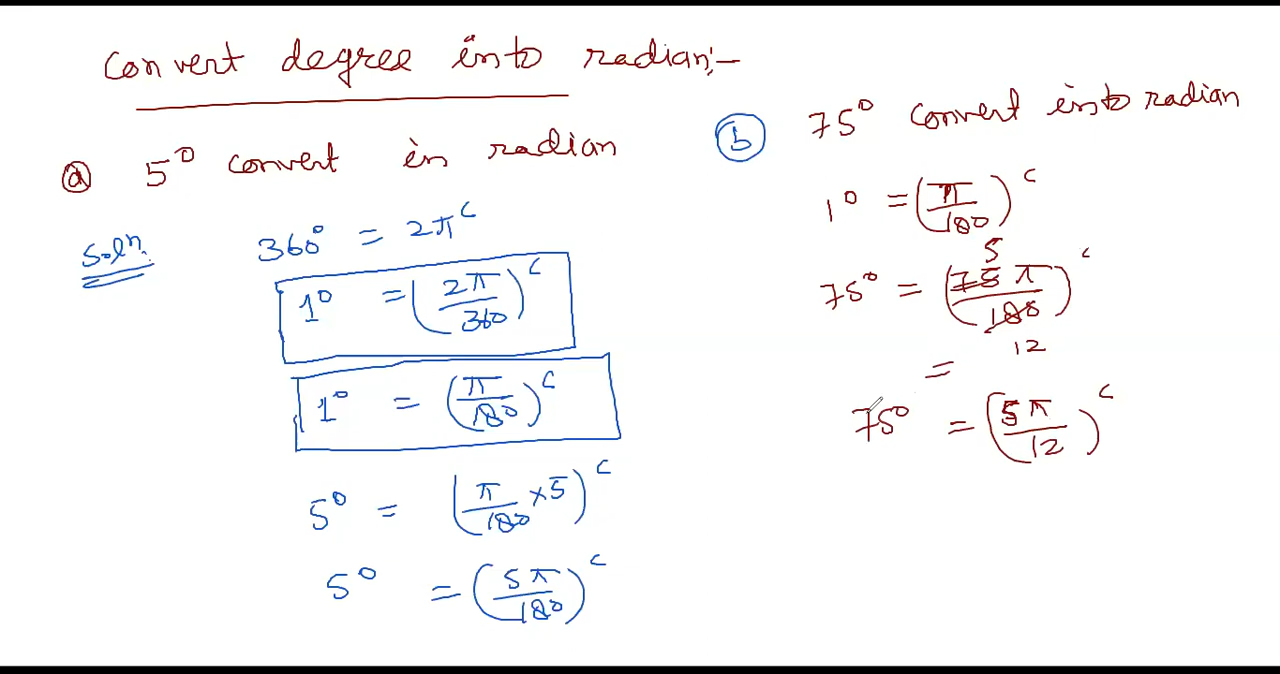 Convert degree into radian:-
(a) 5° convert in radian
Soln. 360° = 2π^c
1° = (2π/360)^c
1° = (π/180)^c
5° = (π/180 × 5)^c
5° = (5π/180)^c
(b) 75° convert into radian
1° = (π/180)^c
5
75° = (75π/180)^c
12
=
75° = (5π/12)^c